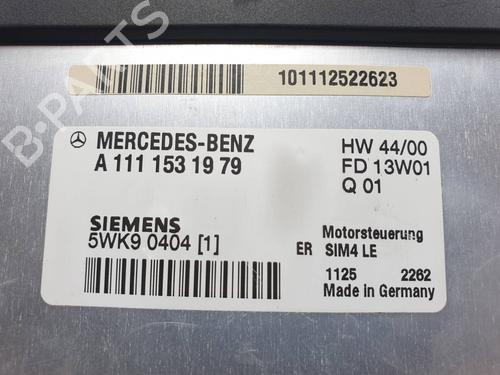 101112522623
MERCEDES-BENZ
A 111 153 19 79
HW 44/00
FD 13W01
Q 01
SIEMENS
5WK9 0404 [1]
Motorsteuerung
ER SIM4 LE
1125 2262
Made in Germany
B-PARTS